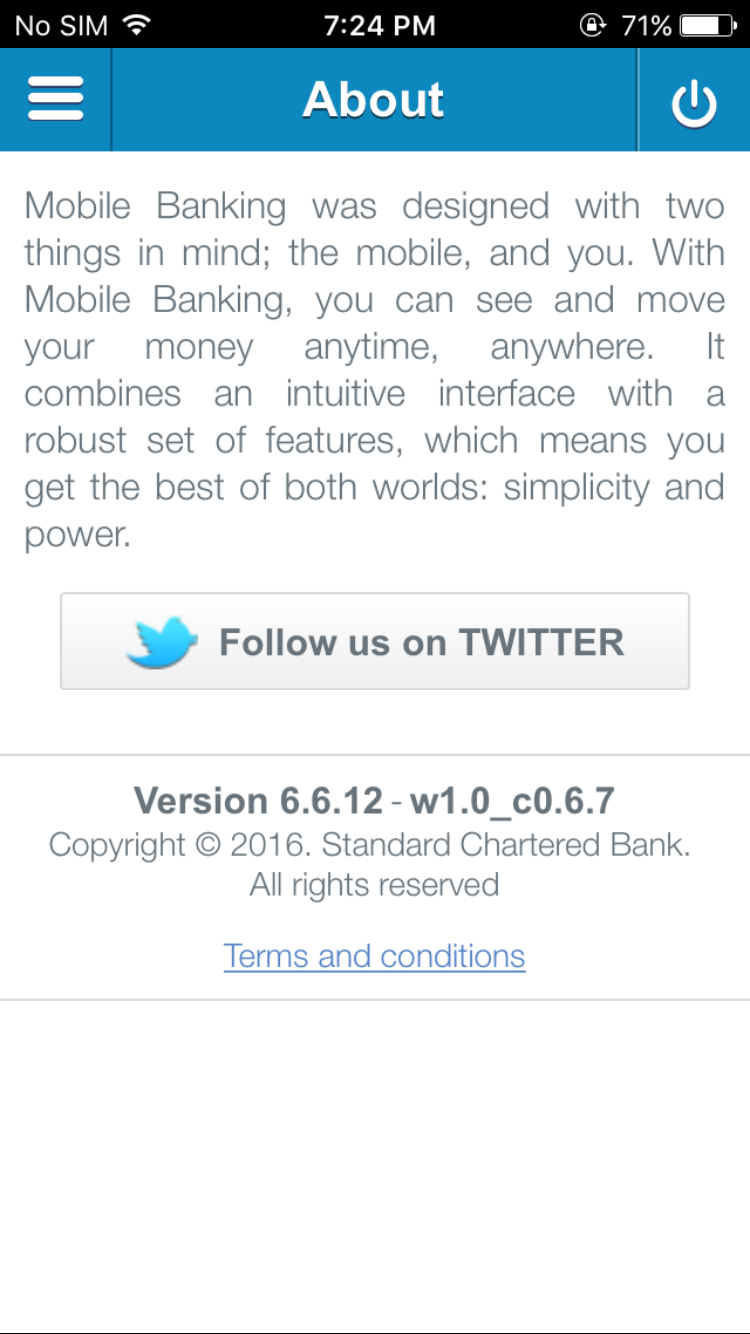 No SIM 7:24 PM 71%
About
Mobile Banking was designed with two
things in mind; the mobile, and you. With
Mobile Banking, you can see and move
your money anytime, anywhere. It
combines an intuitive interface with a
robust set of features, which means you
get the best of both worlds: simplicity and
power.
Follow us on TWITTER
Version 6.6.12 - w1.0_c0.6.7
Copyright © 2016. Standard Chartered Bank.
All rights reserved
Terms and conditions